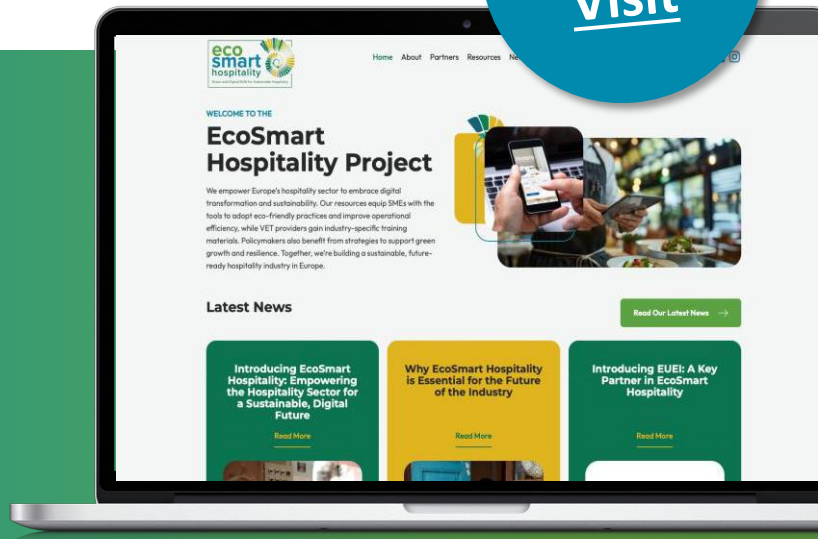 Visit
eco
smart
hospitality
Home About Partners Resources
WELCOME TO THE
EcoSmart
Hospitality Project
We empower Europe's hospitality sector to embrace digital
transformation and sustainability. Our resources equip SMEs with the
tools to adopt eco-friendly practices and improve operational
efficiency, while VET providers gain industry-specific training
materials. Policymakers also benefit from strategies to support green
growth and resilience. Together, we're building a sustainable, future-
ready hospitality industry in Europe.
Latest News
Read Our Latest News
Introducing EcoSmart
Hospitality: Empowering
the Hospitality Sector for
a Sustainable, Digital
Future
Read More
Why EcoSmart Hospitality
is Essential for the Future
of the Industry
Read More
Introducing EUEI: A Key
Partner in EcoSmart
Hospitality
Read More